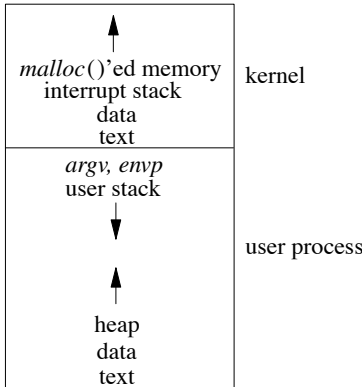 malloc()’ed memory
interrupt stack
data
text
kernel
argv, envp
user stack
user process
heap
data
text